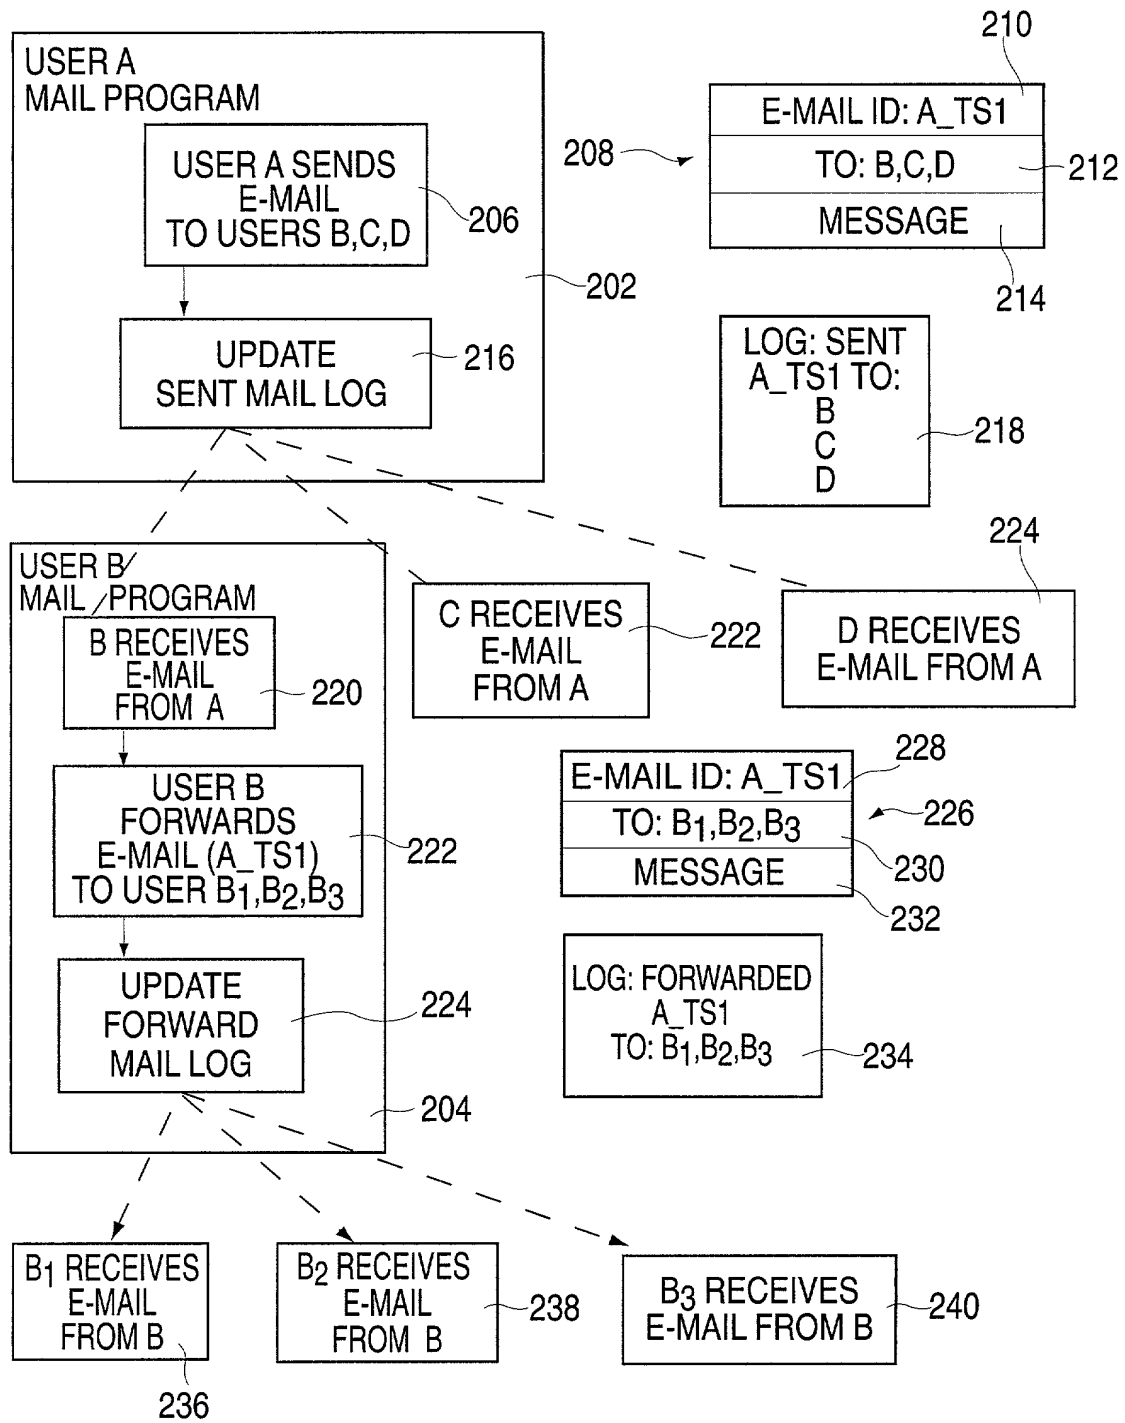 USER A
MAIL PROGRAM
USER A SENDS
E-MAIL
TO USERS B,C,D
206
202
UPDATE
SENT MAIL LOG
216
210
208
E-MAIL ID: A_TS1
TO: B,C,D
212
MESSAGE
214
LOG: SENT
A_TS1 TO:
B
C
D
218
USER B
MAIL PROGRAM
B RECEIVES
E-MAIL
FROM A
220
C RECEIVES
E-MAIL
FROM A
222
224
D RECEIVES
E-MAIL FROM A
USER B
FORWARDS
E-MAIL (A_TS1)
TO USER B1,B2,B3
222
E-MAIL ID: A_TS1
228
226
TO: B1,B2,B3
230
MESSAGE
232
UPDATE
FORWARD
MAIL LOG
224
204
LOG: FORWARDED
A_TS1
TO: B1,B2,B3
234
B1 RECEIVES
E-MAIL
FROM B
236
B2 RECEIVES
E-MAIL
FROM B
238
B3 RECEIVES
E-MAIL FROM B
240